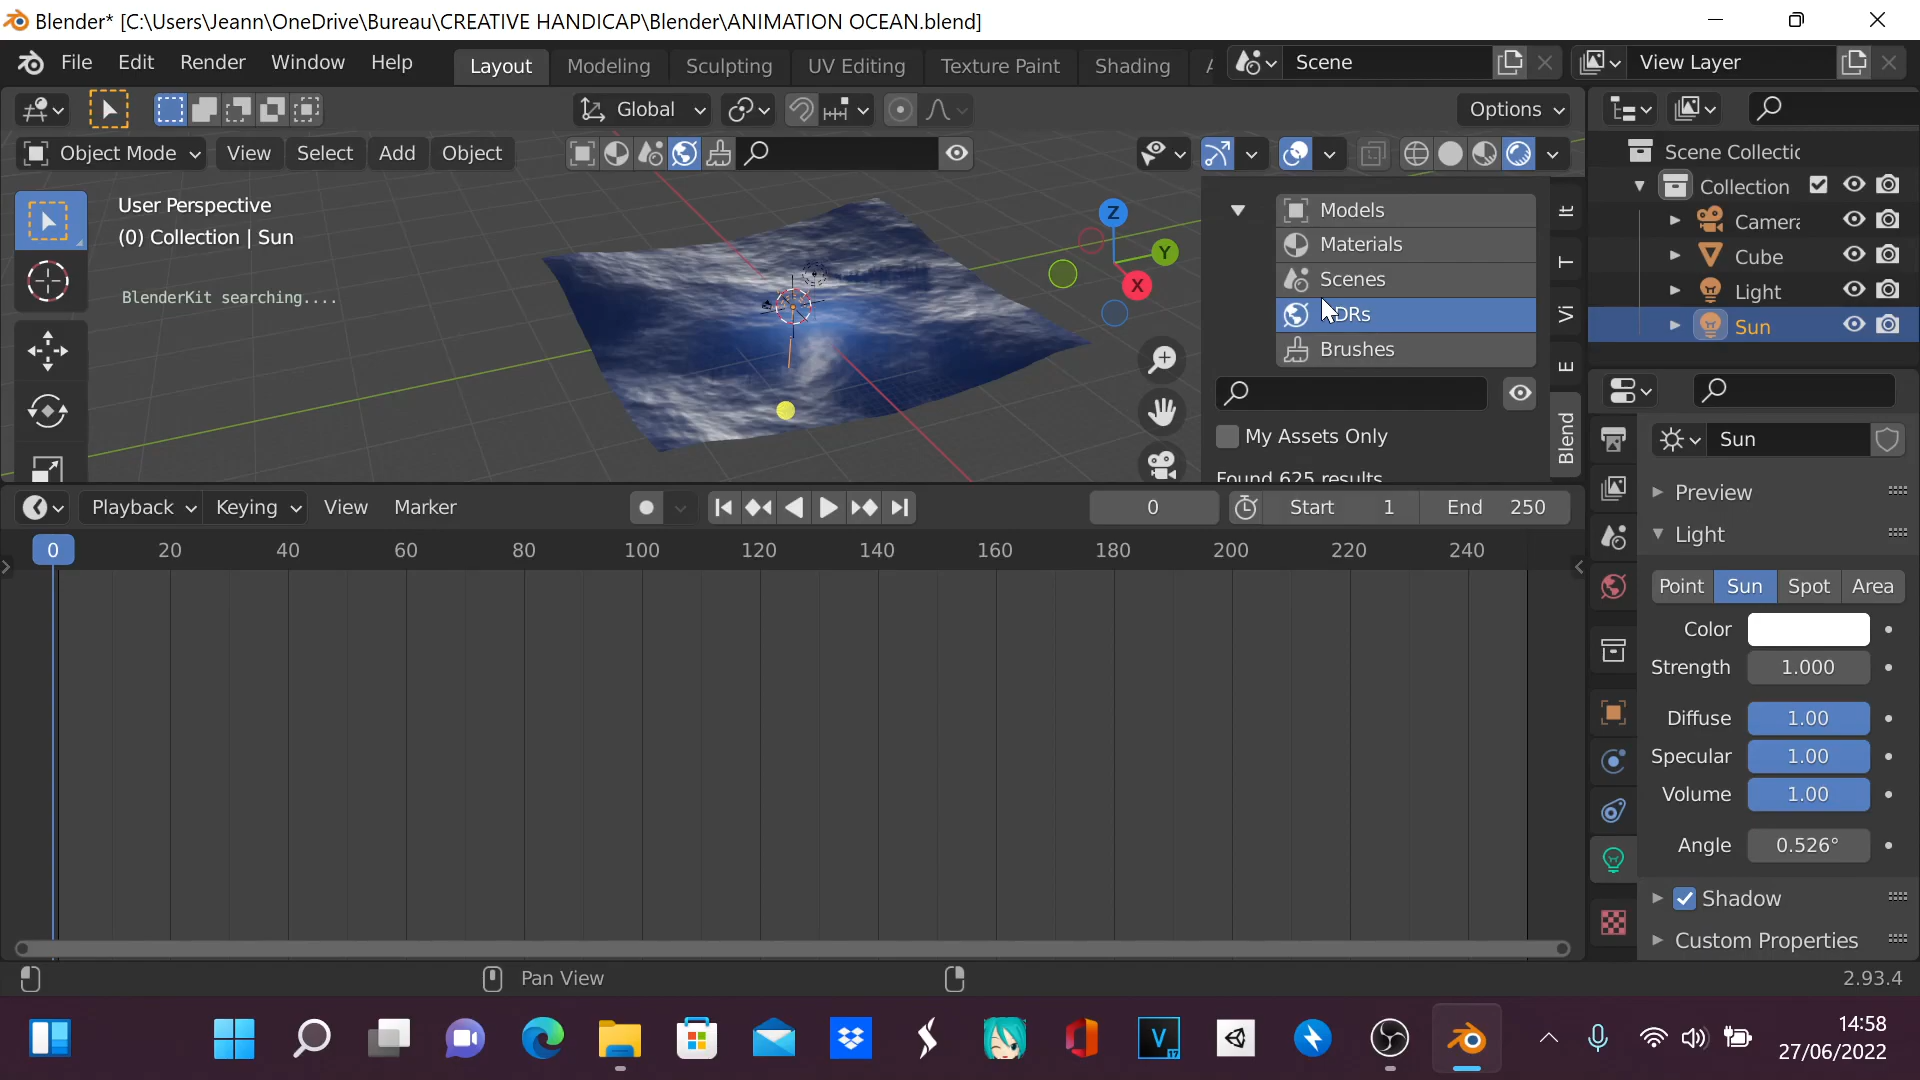 Blender* [C:\Users\Jeann\OneDrive\Bureau\CREATIVE HANDICAP\Blender\ANIMATION OCEAN.blend]
File Edit Render Window Help Layout Modeling Sculpting UV Editing Texture Paint Shading Scene View Layer
Global Options
Object Mode View Select Add Object
Scene Collectic
Collection
Camera
Cube
Light
Sun
User Perspective
(0) Collection | Sun
BlenderKit searching....
Z
Y
X
Models
Materials
Scenes
DRs
Brushes
My Assets Only
Found 625 results
It
T
Vi
E
Blend
Playback Keying View Marker 0 Start 1 End 250
0 20 40 60 80 100 120 140 160 180 200 220 240
Sun
Preview
Light
Point Sun Spot Area
Color
Strength 1.000
Diffuse 1.00
Specular 1.00
Volume 1.00
Angle 0.526°
Shadow
Custom Properties
Pan View 2.93.4
V
17
14:58
27/06/2022